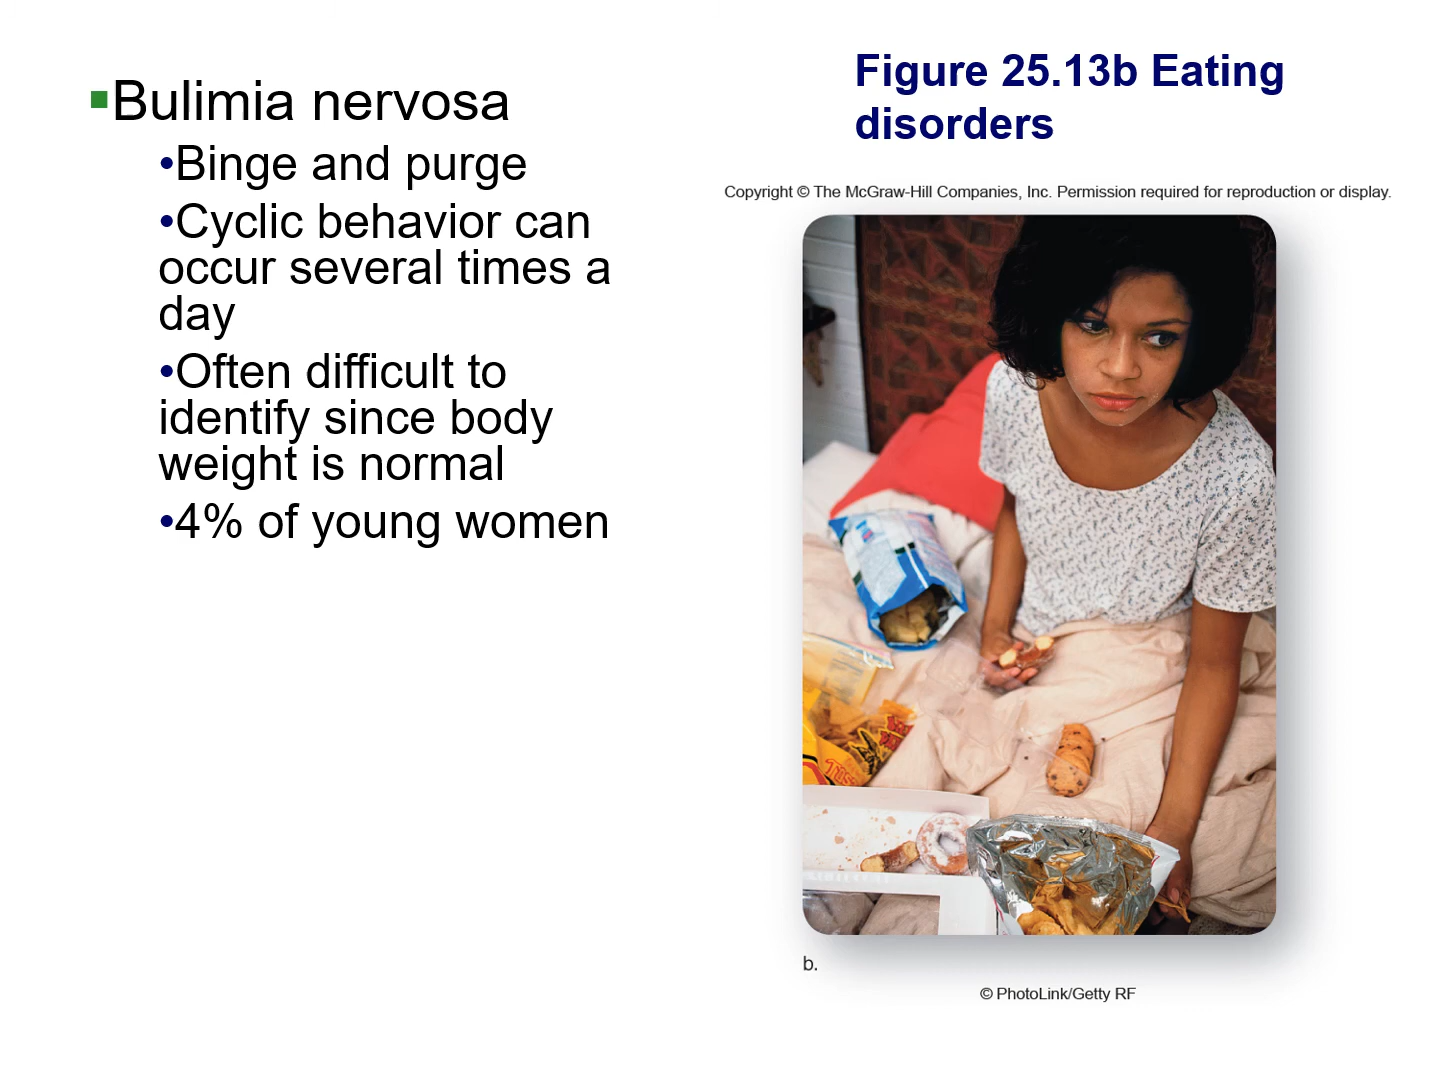 ▪Bulimia nervosa
•Binge and purge
•Cyclic behavior can
occur several times a
day
•Often difficult to
identify since body
weight is normal
•4% of young women
Figure 25.13b Eating
disorders
Copyright © The McGraw-Hill Companies, Inc. Permission required for reproduction or display.
b.
© PhotoLink/Getty RF